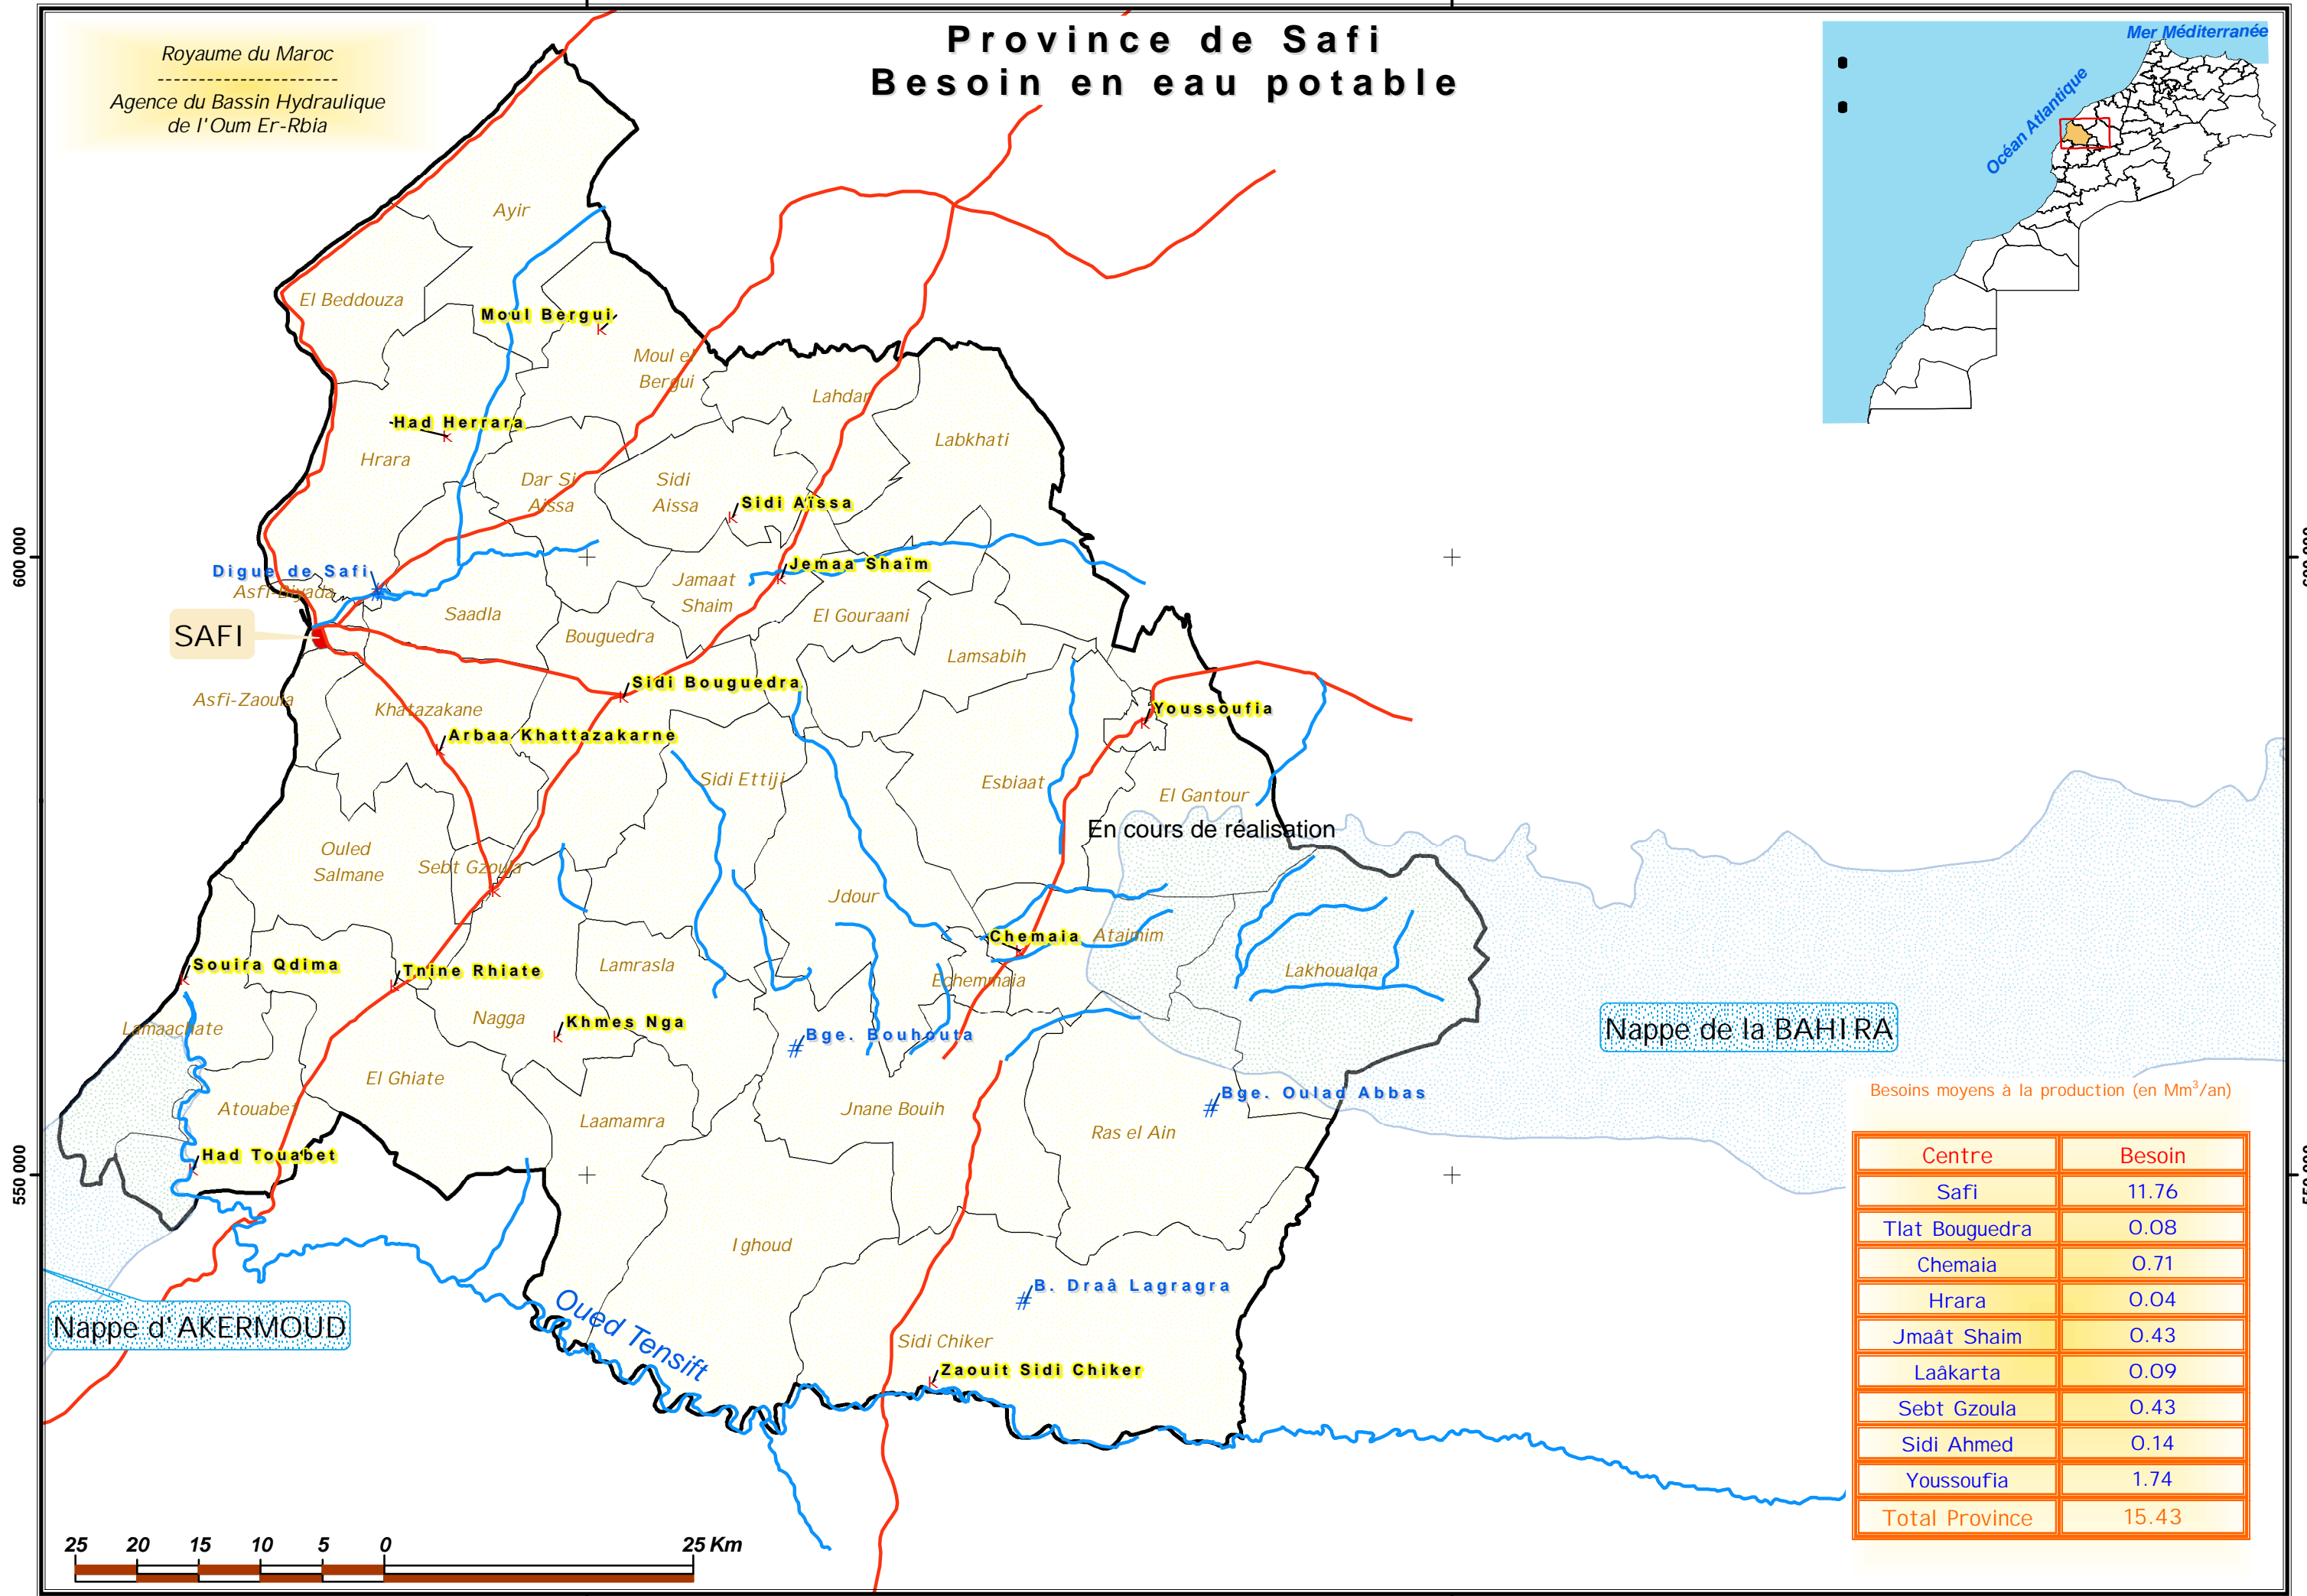 Royaume du Maroc
---------------------
Agence du Bassin Hydraulique
de l'Oum Er-Rbia
Province de Safi
Besoin en eau potable
Mer Méditerranée
Océan Atlantique
Ayir
El Beddouza
Moul Bèrgui
Moul el
Bergui
Lahdar
Had Herrara
Labkhati
Hrara
Dar Si
Aissa
Sidi
Aissa
Sidi Aïssa
600 000
Jemaa Shaïm
Digue de Safi
Asfi-Biyada
Jamaat
Shaim
Saadla
El Gouraani
SAFI
Bouguedra
Lamsabih
Sidi Bouguedra
Asfi-Zaouia
Khatazakane
Youssoufia
Arbaa Khattazakarne
Sidi Ettiji
Esbiaat
El Gantour
En cours de réalisation
Ouled
Salmane
Sebt Gzoula
Jdour
Chemaia
Ataimim
Souira Qdima
Tnine Rhiate
Lamrasla
Echemmaia
Lakhoualqa
Lamaachate
Nagga
Khmes Nga
Bge. Bouhouta
Nappe de la BAHIRA
El Ghiate
Atouabet
Laamamra
Jnane Bouih
Bge. Oulad Abbas
Ras el Ain
Had Touabet
550 000
Ighoud
B. Draâ Lagragra
Oued Tensift
Nappe d'AKERMOUD
Sidi Chiker
Zaouit Sidi Chiker
Besoins moyens à la production (en Mm³/an)
Centre Besoin
Safi 11.76
Tlat Bouguedra 0.08
Chemaia 0.71
Hrara 0.04
Jmaât Shaim 0.43
Laâkarta 0.09
Sebt Gzoula 0.43
Sidi Ahmed 0.14
Youssoufia 1.74
Total Province 15.43
25 20 15 10 5 0 25 Km